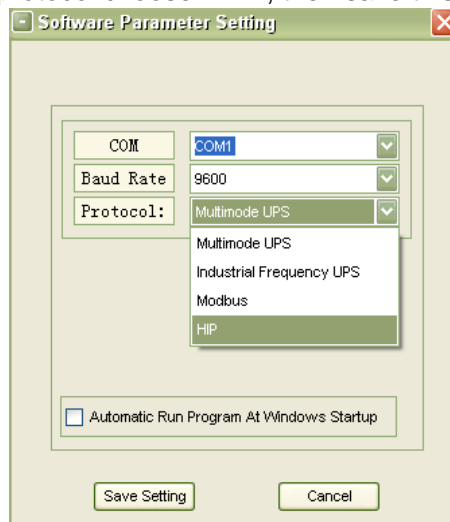 Software Parameter Setting
COM
COM1
Baud Rate
9600
Protocol:
Multimode UPS
Multimode UPS
Industrial Frequency UPS
Modbus
HIP
Automatic Run Program At Windows Startup
Save Setting
Cancel